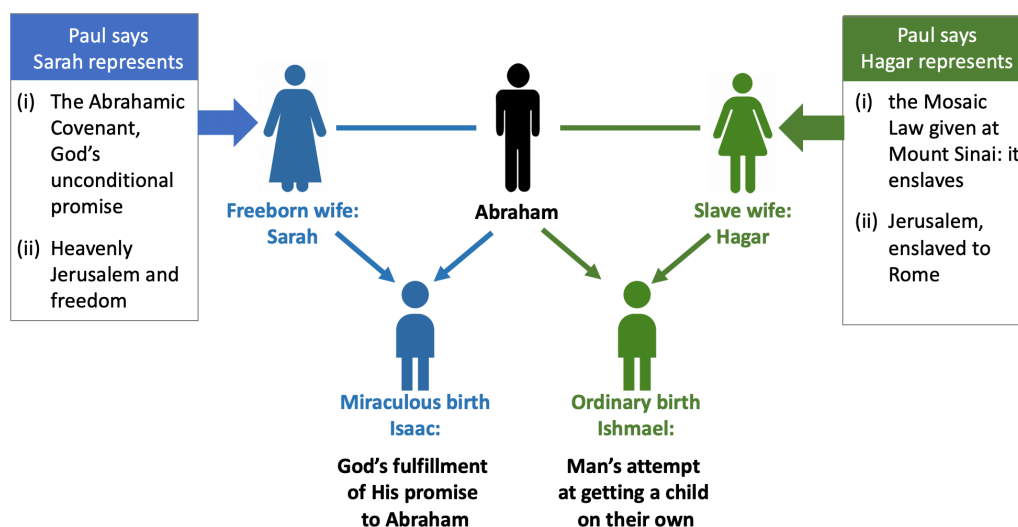 Paul says
Sarah represents
(i) The Abrahamic
Covenant,
God's
unconditional
promise
(ii) Heavenly
Jerusalem and
freedom
Paul says
Hagar represents
(i) the Mosaic
Law given at
Mount Sinai: it
enslaves
(ii) Jerusalem,
enslaved to
Rome
Freeborn wife:
Sarah
Abraham
Slave wife:
Hagar
Miraculous birth
Isaac:
God's fulfillment
of His promise
to Abraham
Ordinary birth
Ishmael:
Man's attempt
at getting a child
on their own